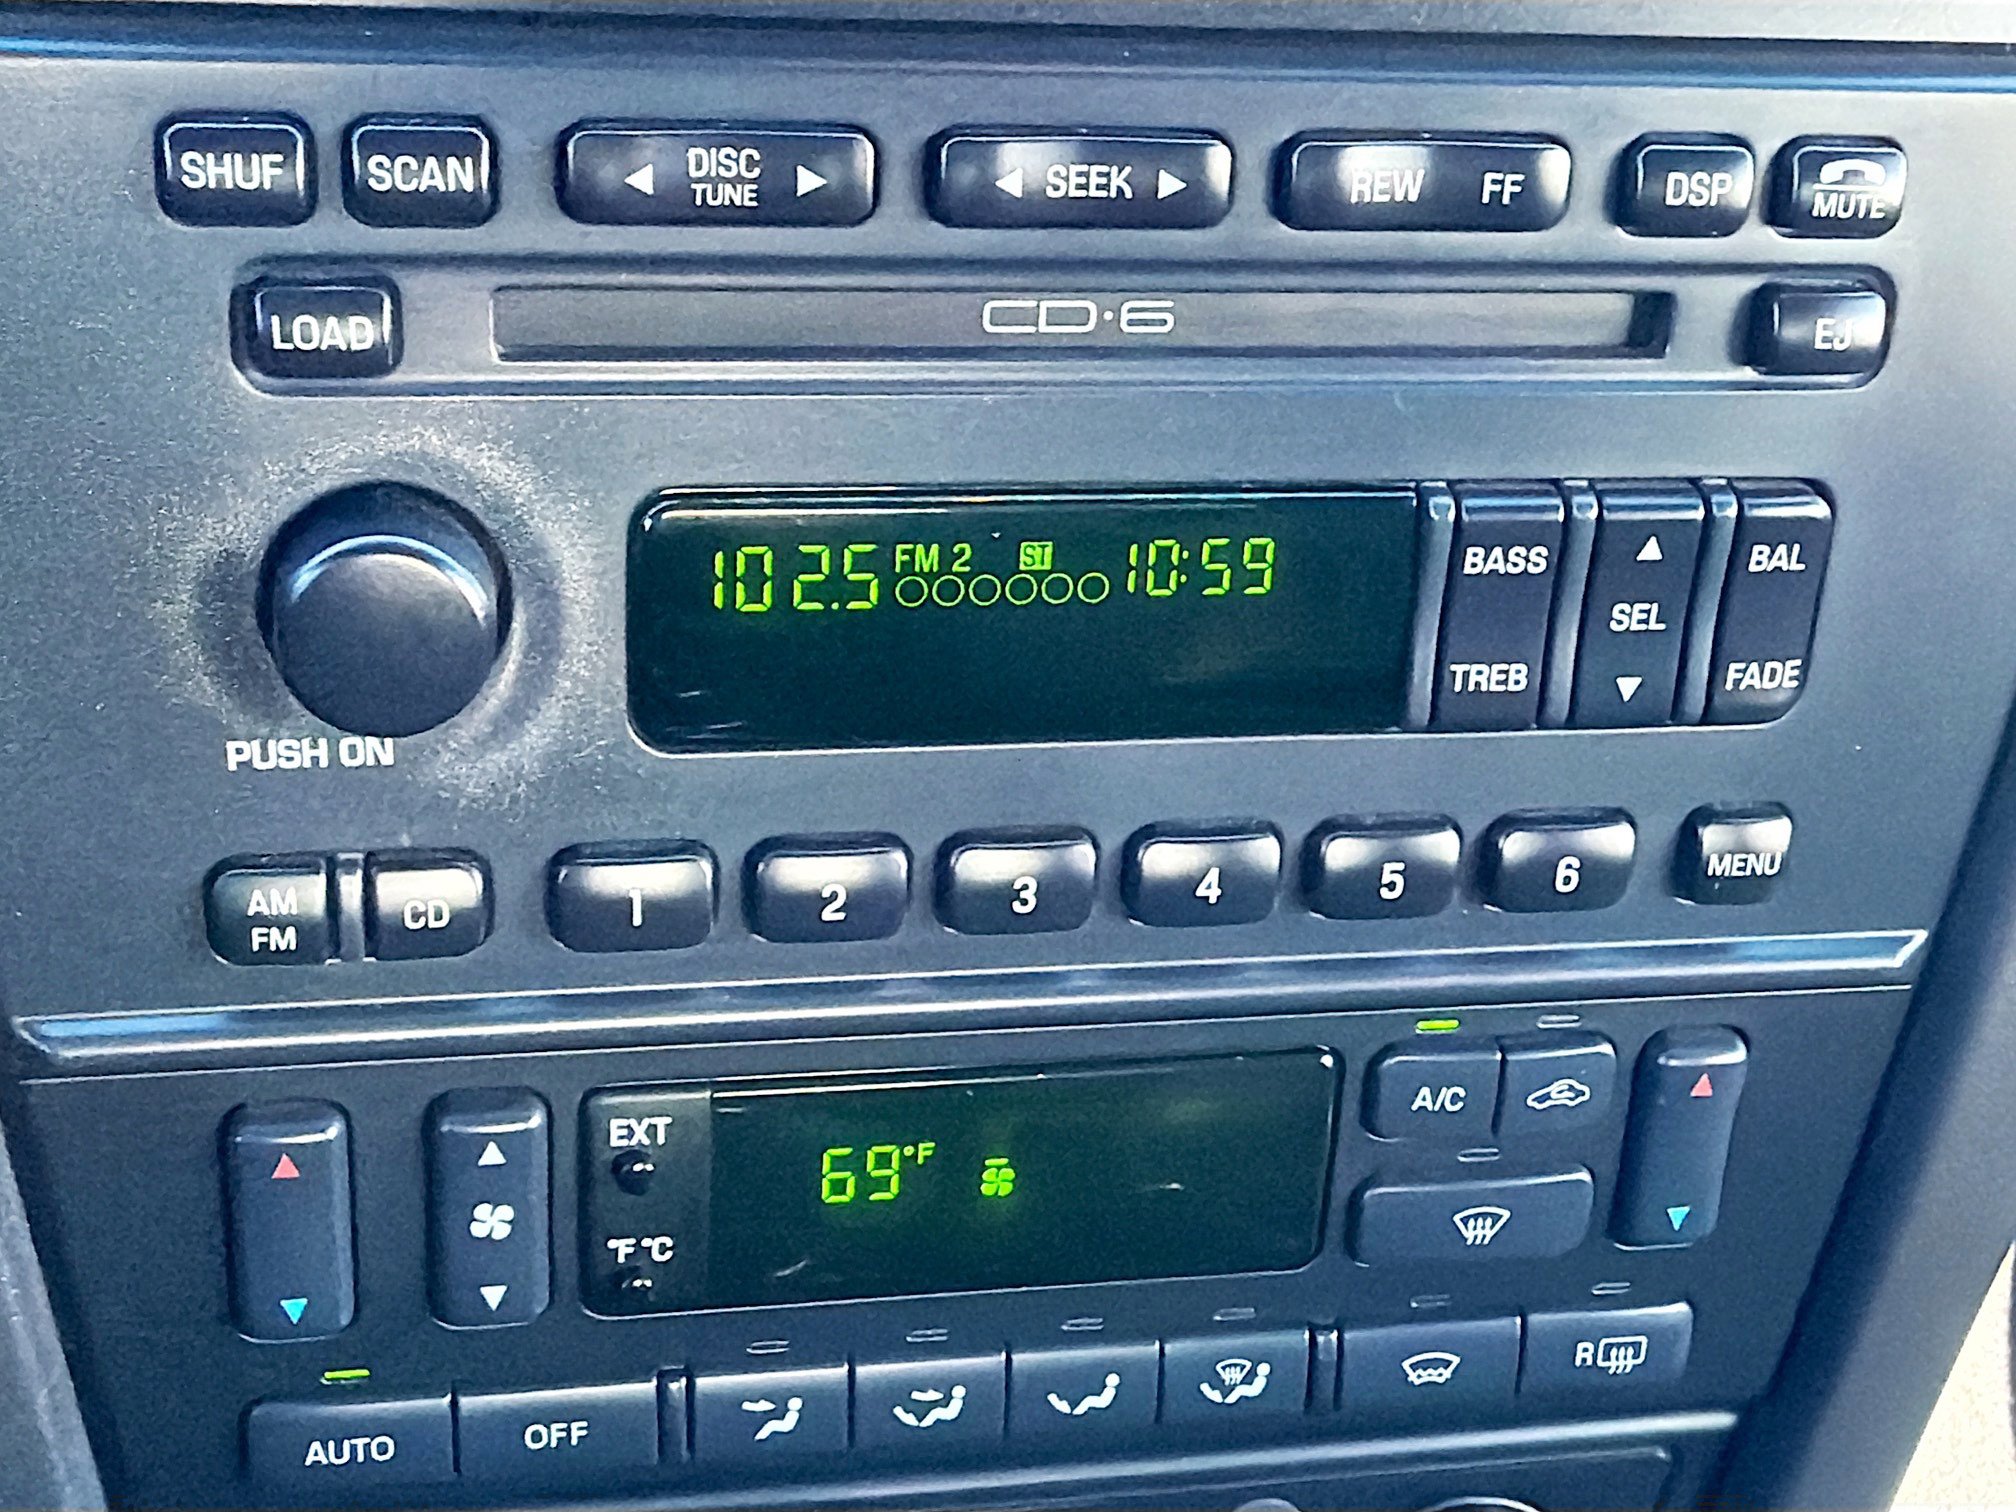 SHUF SCAN DISC TUNE SEEK REW FF DSP MUTE
LOAD CD·6 EJ
102.5 FM 2 ST 10:59
BASS SEL BAL
TREB FADE
PUSH ON
AM FM CD 1 2 3 4 5 6 MENU
EXT 69°F A/C
°F °C
R
AUTO OFF